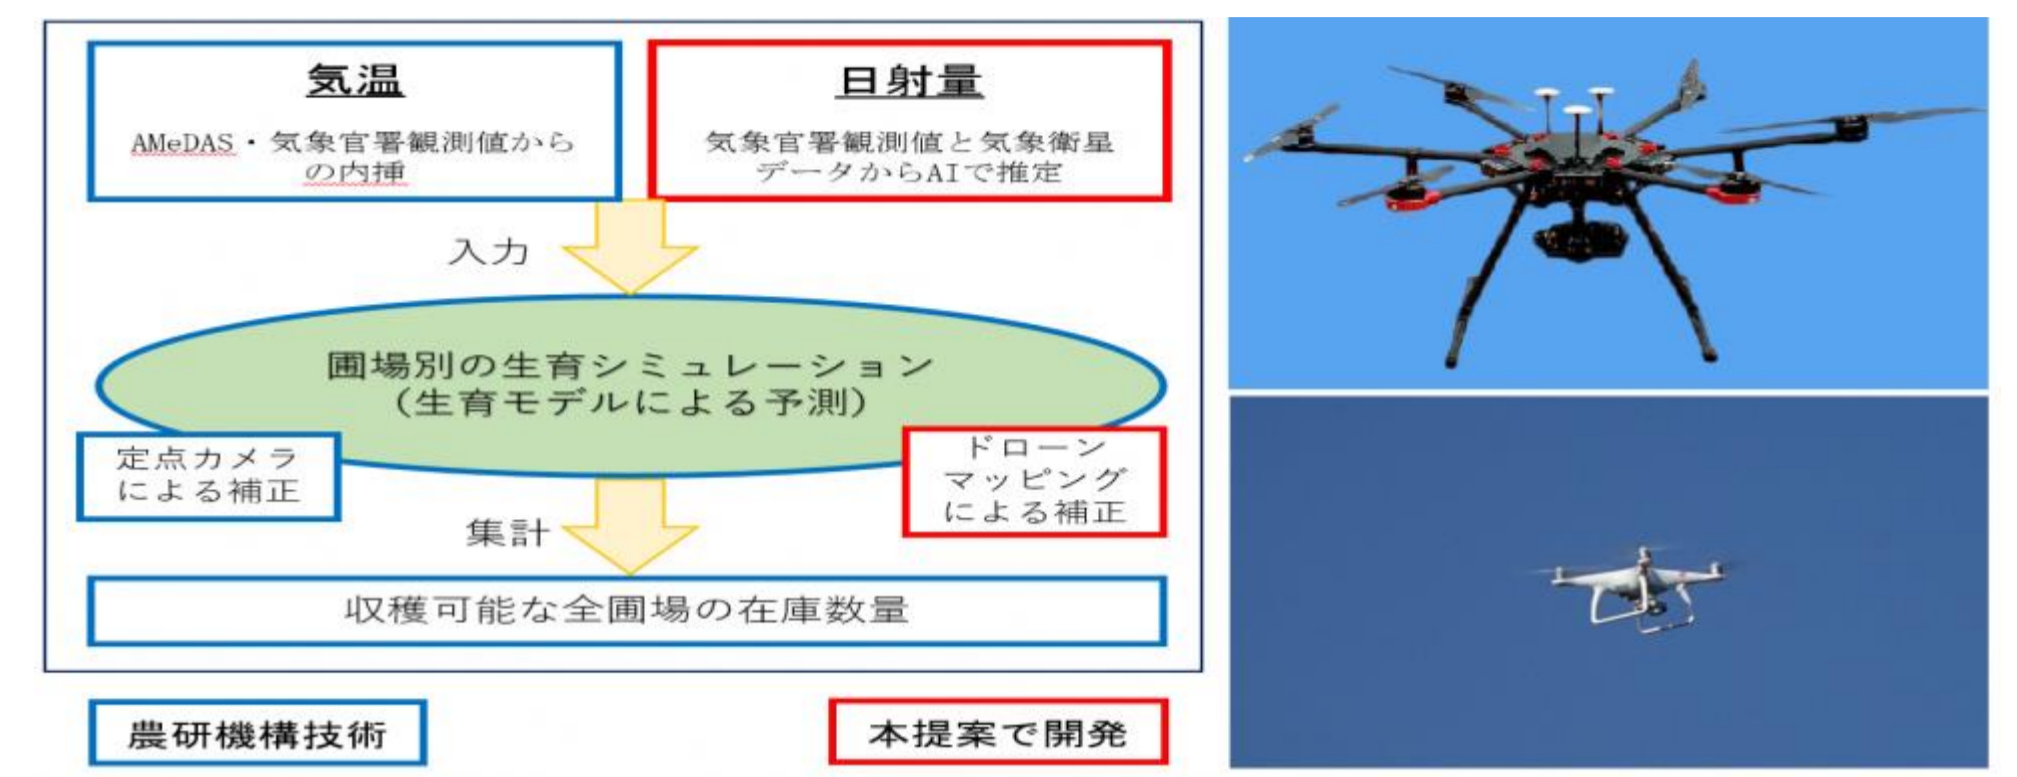 気温
AMeDAS・気象官署観測値から
の内挿
日射量
気象官署観測値と気象衛星
データからAIで推定
入力
圃場別の生育シミュレーション
（生育モデルによる予測）
定点カメラ
による補正
ドローン
マッピング
による補正
集計
収穫可能な全圃場の在庫数量
農研機構技術
本提案で開発